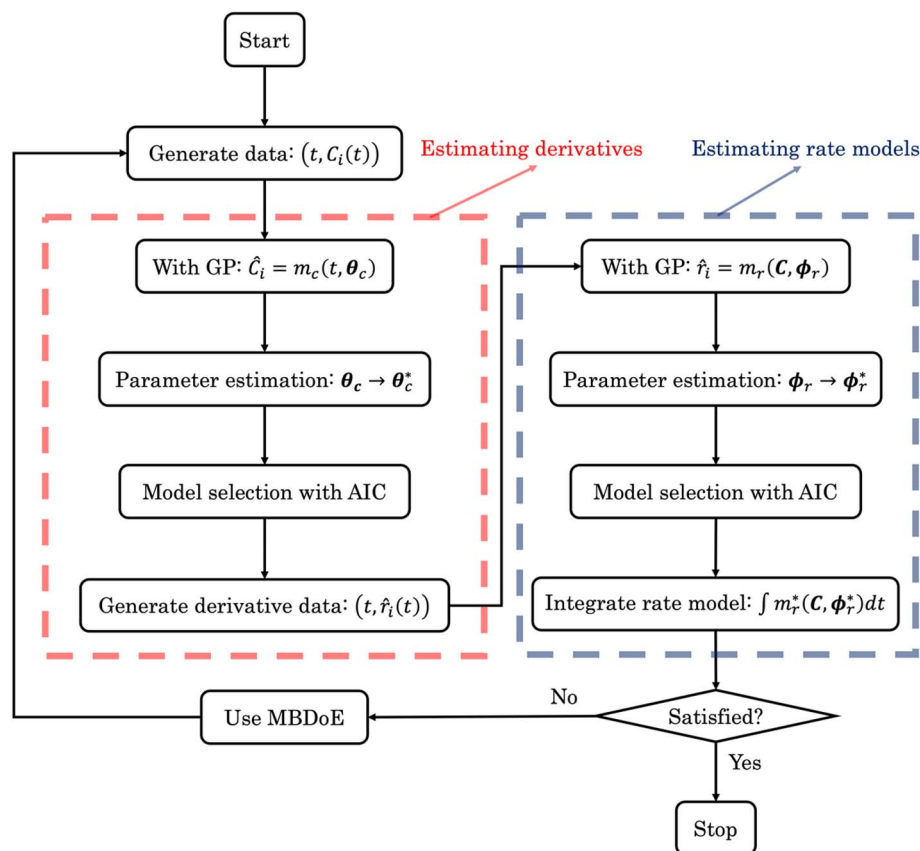 Start
Generate data: (t, C_i(t))
Estimating derivatives
Estimating rate models
With GP: Ĉ_i = m_c(t, θ_c)
Parameter estimation: θ_c → θ_c^*
Model selection with AIC
Generate derivative data: (t, r̂_i(t))
With GP: r̂_i = m_r(C, ϕ_r)
Parameter estimation: ϕ_r → ϕ_r^*
Model selection with AIC
Integrate rate model: ∫ m_r^*(C, ϕ_r^*)dt
Satisfied?
No
Use MBDoE
Yes
Stop